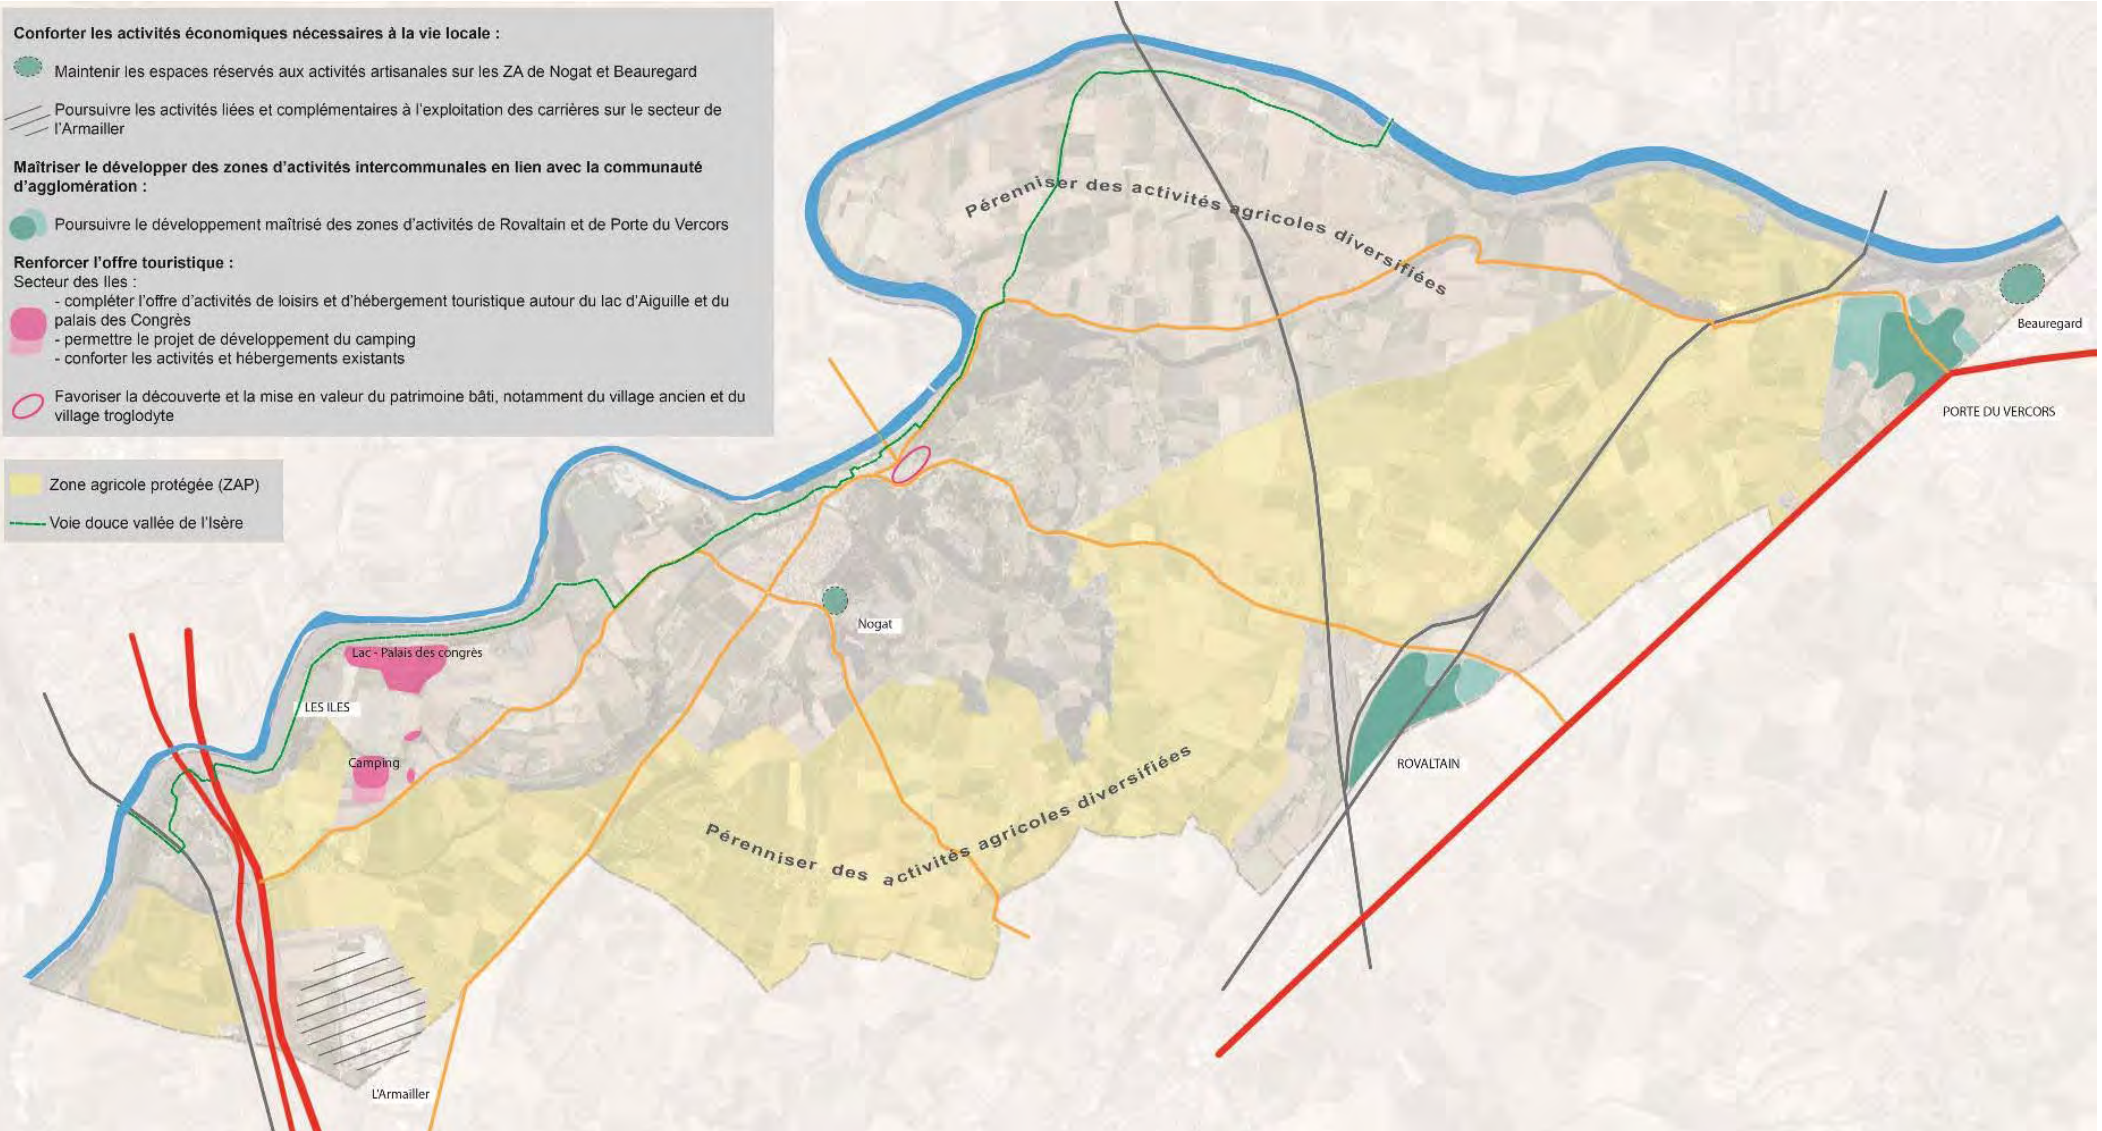 Conforter les activités économiques nécessaires à la vie locale :
Maintenir les espaces réservés aux activités artisanales sur les ZA de Nogat et Beauregard
Poursuivre les activités liées et complémentaires à l'exploitation des carrières sur le secteur de
l'Armailler
Maîtriser le développer des zones d'activités intercommunales en lien avec la communauté
d'agglomération :
Poursuivre le développement maîtrisé des zones d'activités de Rovaltain et de Porte du Vercors
Renforcer l'offre touristique :
Secteur des Iles :
- compléter l'offre d'activités de loisirs et d'hébergement touristique autour du lac d'Aiguille et du
palais des Congrès
- permettre le projet de développement du camping
- conforter les activités et hébergements existants
Favoriser la découverte et la mise en valeur du patrimoine bâti, notamment du village ancien et du
village troglodyte
Zone agricole protégée (ZAP)
Voie douce vallée de l'Isère
Pérenniser des activités agricoles diversifiées
Beauregard
PORTE DU VERCORS
Nogat
Lac - Palais des congrès
LES ILES
Camping
ROVALTAIN
Pérenniser des activités agricoles diversifiées
L'Armailler